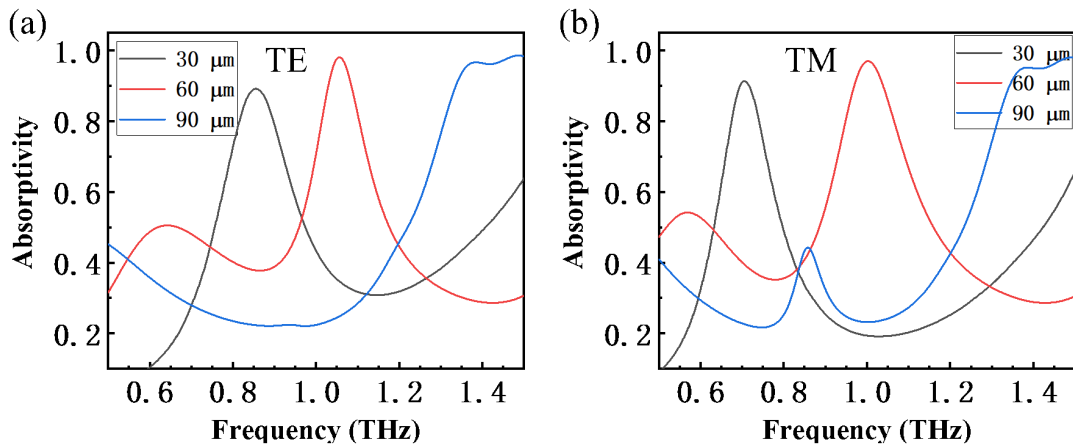 (a)
TE
30 μm
60 μm
90 μm
Absorptivity
1.0
0.8
0.6
0.4
0.2
0.6 0.8 1.0 1.2 1.4
Frequency (THz)
(b)
TM
30 μm
60 μm
90 μm
Absorptivity
1.0
0.8
0.6
0.4
0.2
0.6 0.8 1.0 1.2 1.4
Frequency (THz)